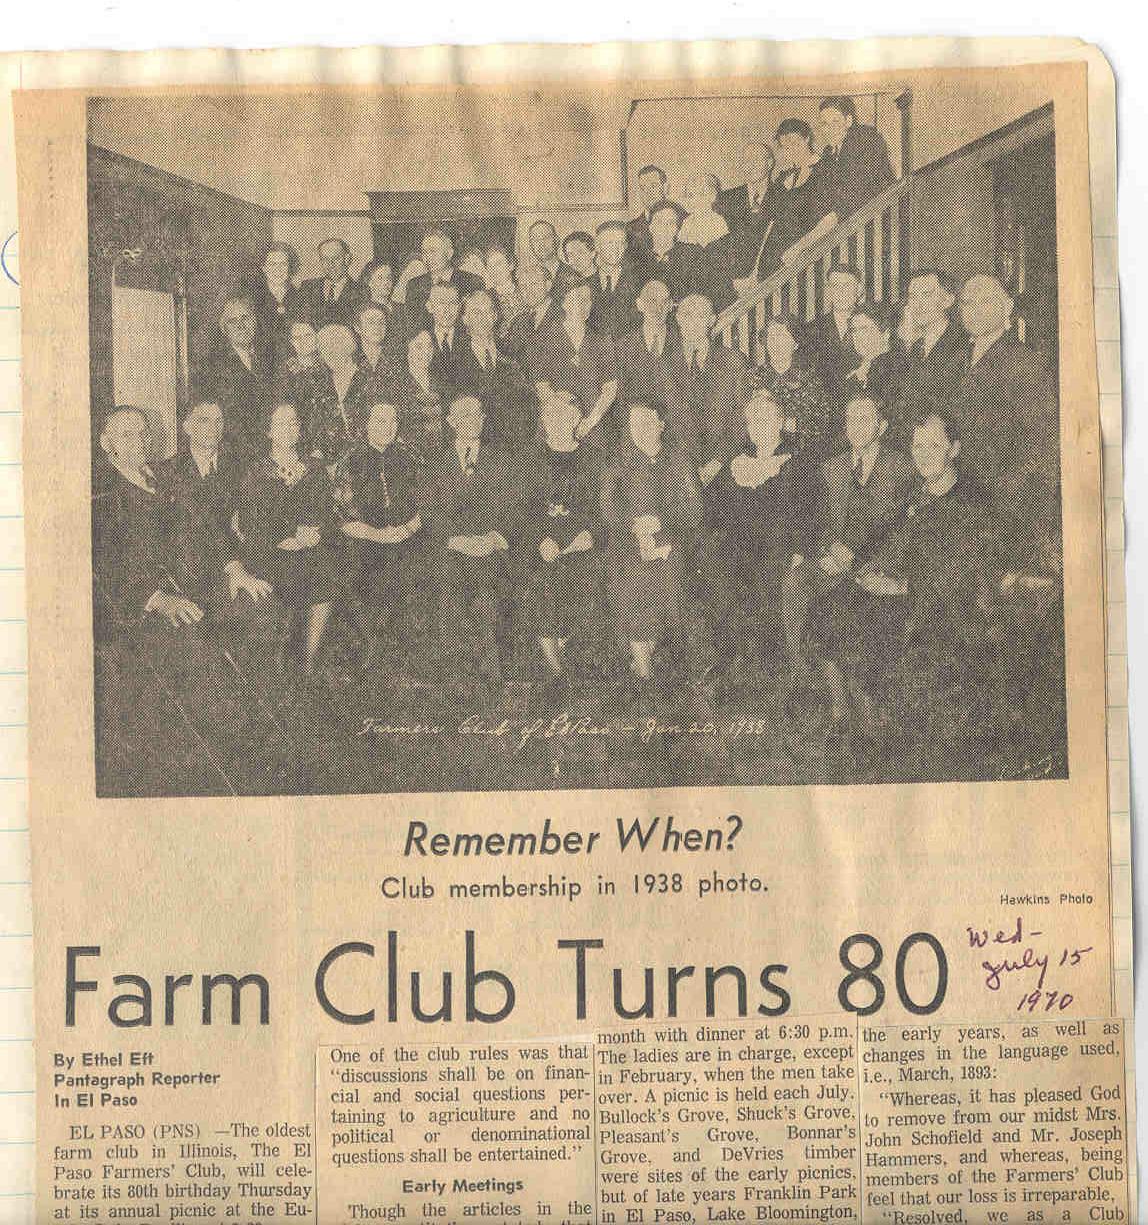 Farmers Club of El Paso - Jan 20, 1938
Remember When?
Club membership in 1938 photo.
Hawkins Photo
Farm Club Turns 80
Wed-
July 15
1970
By Ethel Eft
Pantagraph Reporter
In El Paso
EL PASO (PNS) —The oldest
farm club in Illinois, The El
Paso Farmers' Club, will cele-
brate its 80th birthday Thursday
at its annual picnic at the Eu-
One of the club rules was that
"discussions shall be on finan-
cial and social questions per-
taining to agriculture and no
political or denominational
questions shall be entertained."
Early Meetings
Though the articles in the
month with dinner at 6:30 p.m.
The ladies are in charge, except
in February, when the men take
over. A picnic is held each July.
Bullock's Grove, Shuck's Grove,
Pleasant's Grove, Bonnar's
Grove, and DeVries timber
were sites of the early picnics,
but of late years Franklin Park
in El Paso, Lake Bloomington,
the early years, as well as
changes in the language used,
i.e., March, 1893:
"Whereas, it has pleased God
to remove from our midst Mrs.
John Schofield and Mr. Joseph
Hammers, and whereas, being
members of the Farmers' Club
feel that our loss is irreparable,
"Resolved, we as a Club